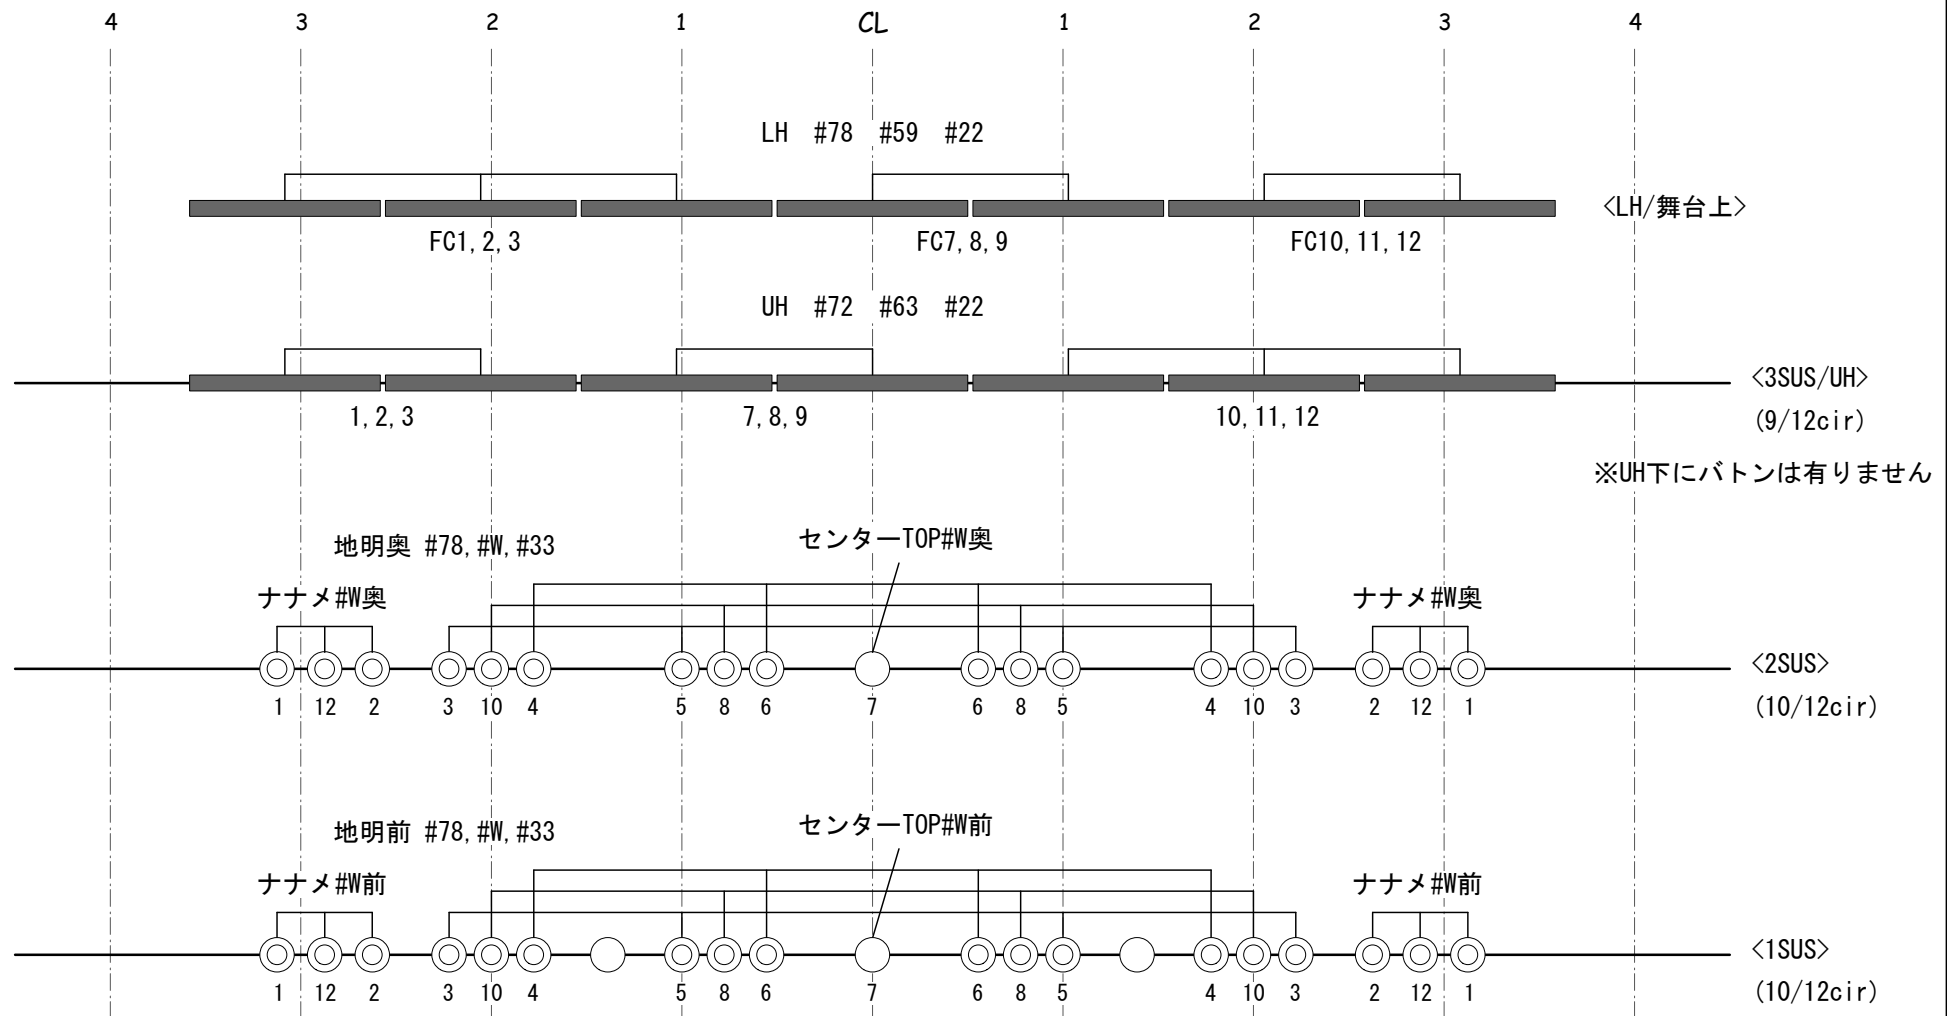 4 3 2 1 CL 1 2 3 4
LH #78 #59 #22
<LH/舞台上>
FC1,2,3 FC7,8,9 FC10,11,12
UH #72 #63 #22
<3SUS/UH>
1,2,3 7,8,9 10,11,12 (9/12cir)
※UH下にバトンは有りません
地明奥 #78,#W,#33 センターTOP#W奥
ナナメ#W奥 ナナメ#W奥
<2SUS>
1 12 2 3 10 4 5 8 6 7 6 8 5 4 10 3 2 12 1 (10/12cir)
地明前 #78,#W,#33 センターTOP#W前
ナナメ#W前 ナナメ#W前
<1SUS>
1 12 2 3 10 4 5 8 6 7 6 8 5 4 10 3 2 12 1 (10/12cir)